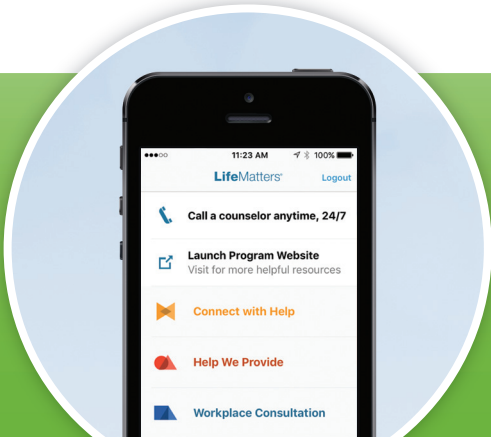 11:23 AM 100%
LifeMatters® Logout
Call a counselor anytime, 24/7
Launch Program Website
Visit for more helpful resources
Connect with Help
Help We Provide
Workplace Consultation